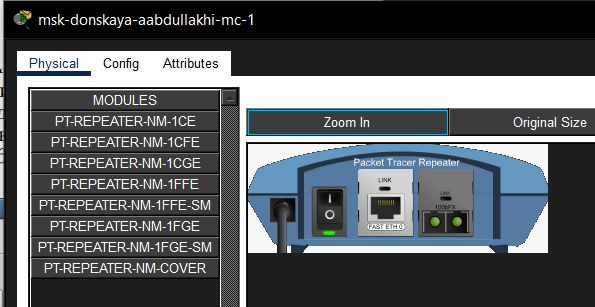 msk-donskaya-aabdullakhi-mc-1
Physical Config Attributes
MODULES
PT-REPEATER-NM-1CE
PT-REPEATER-NM-1CFE
PT-REPEATER-NM-1CGE
PT-REPEATER-NM-1FFE
PT-REPEATER-NM-1FFE-SM
PT-REPEATER-NM-1FGE
PT-REPEATER-NM-1FGE-SM
PT-REPEATER-NM-COVER
Zoom In Original Size
Packet Tracer Repeater
LINK
LINK
100bFX
FAST ETH 0